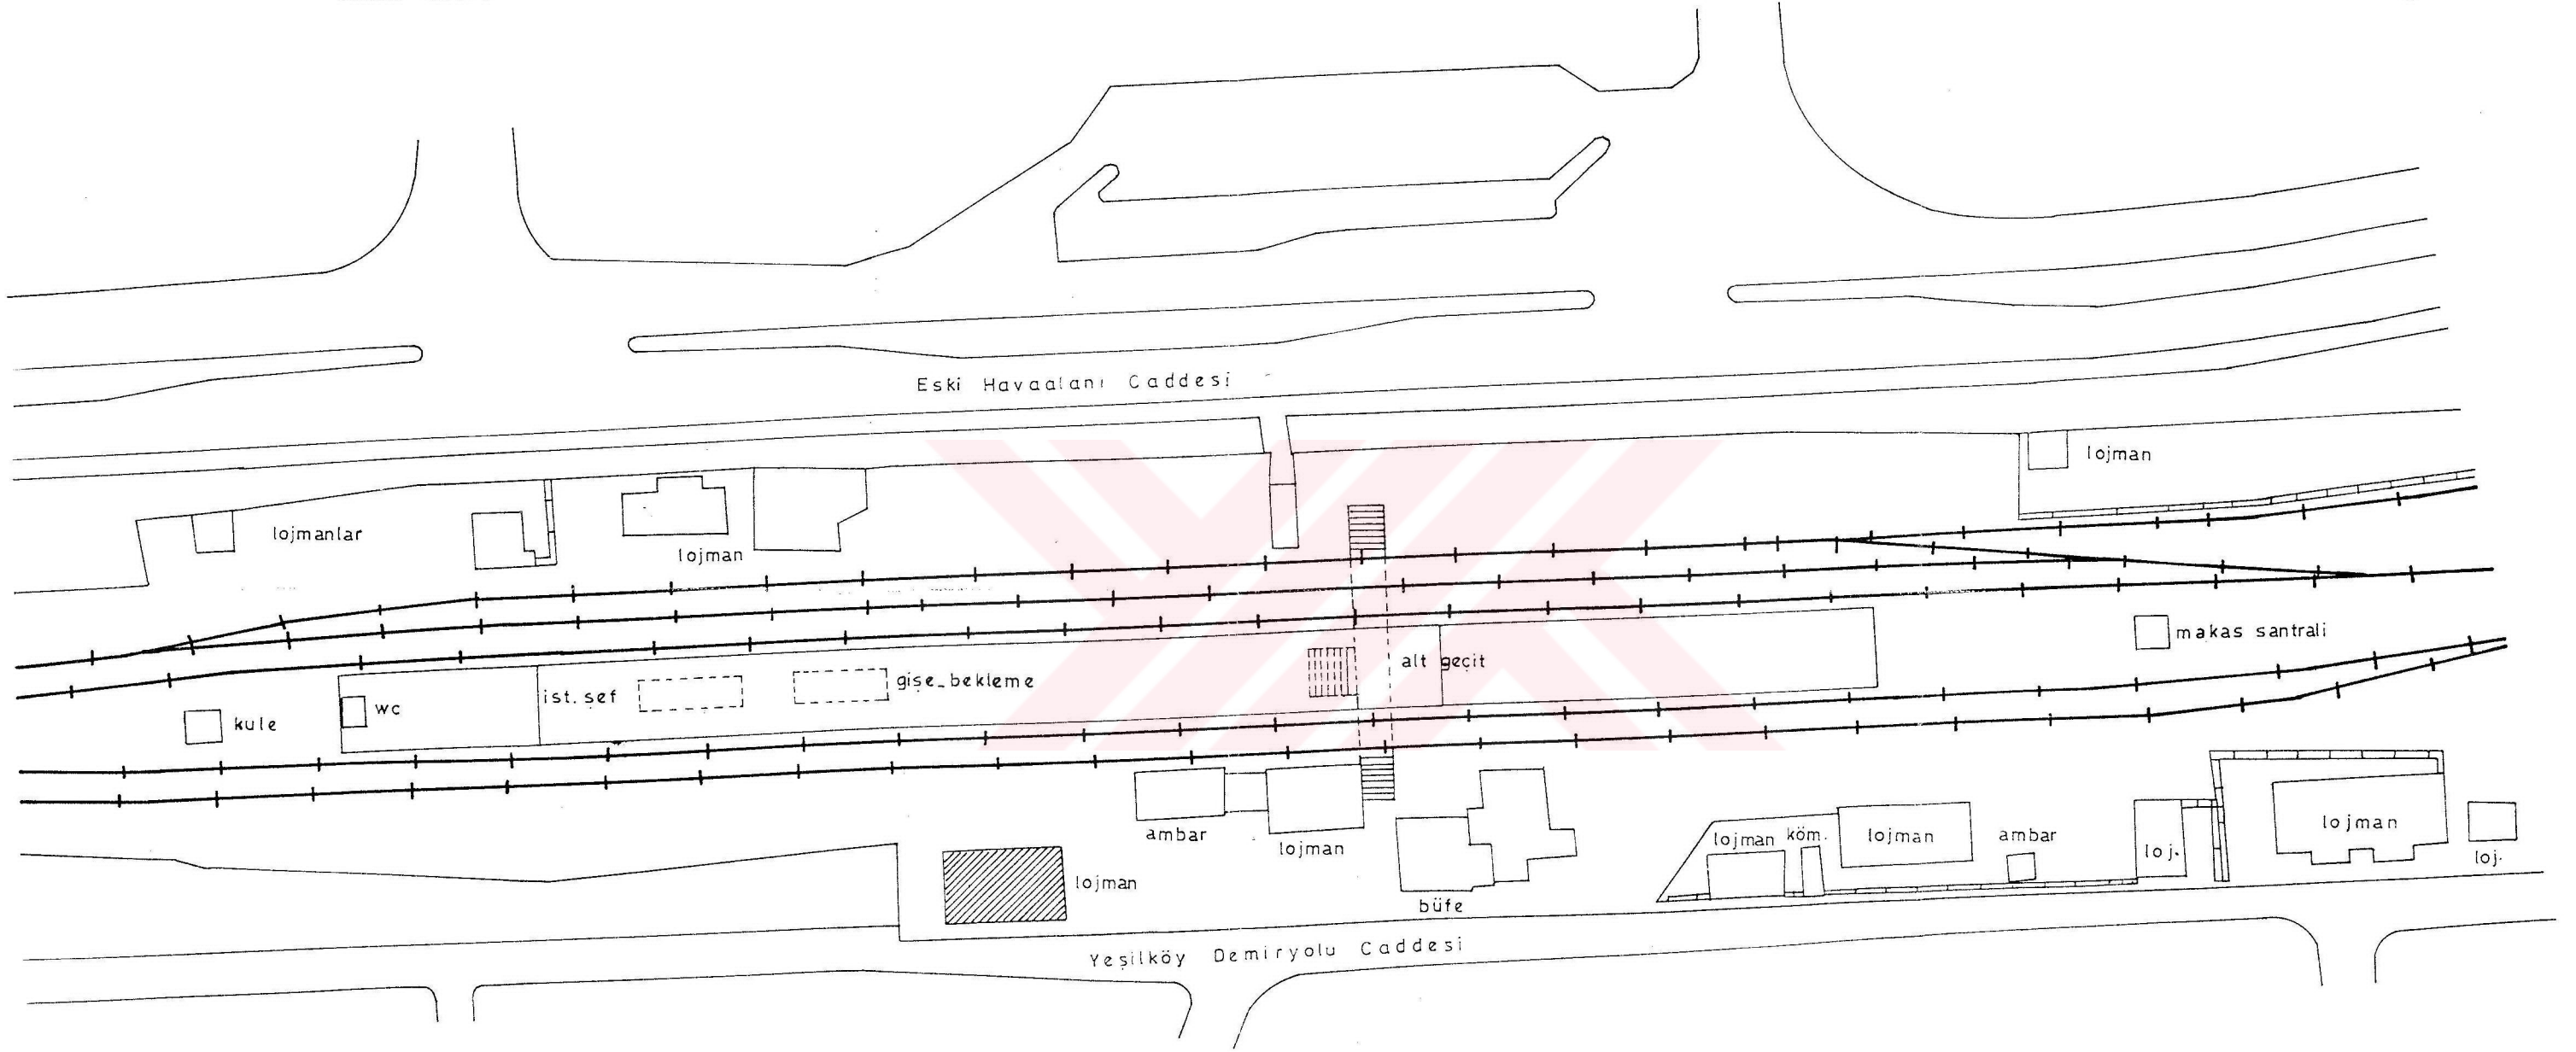 Eski Havaalanı Caddesi
lojman
lojmanlar
lojman
makas santrali
alt geçit
gişe_bekleme
ist. şef
wc
kule
ambar
lojman
lojman
köm.
lojman
ambar
loj.
lojman
loj.
lojman
büfe
Yeşilköy Demiryolu Caddesi